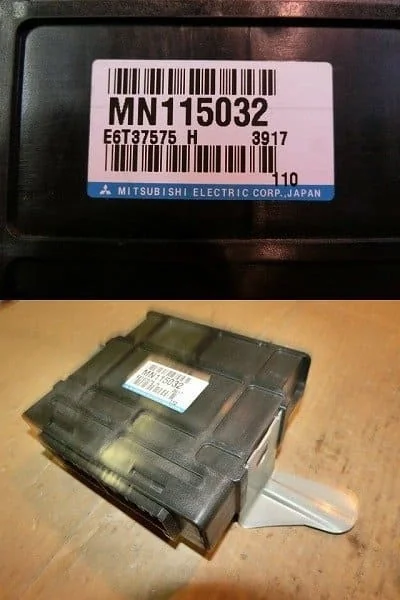 MN115032
E6T37575 H 3917
110
MITSUBISHI ELECTRIC CORP.,JAPAN
MN115032